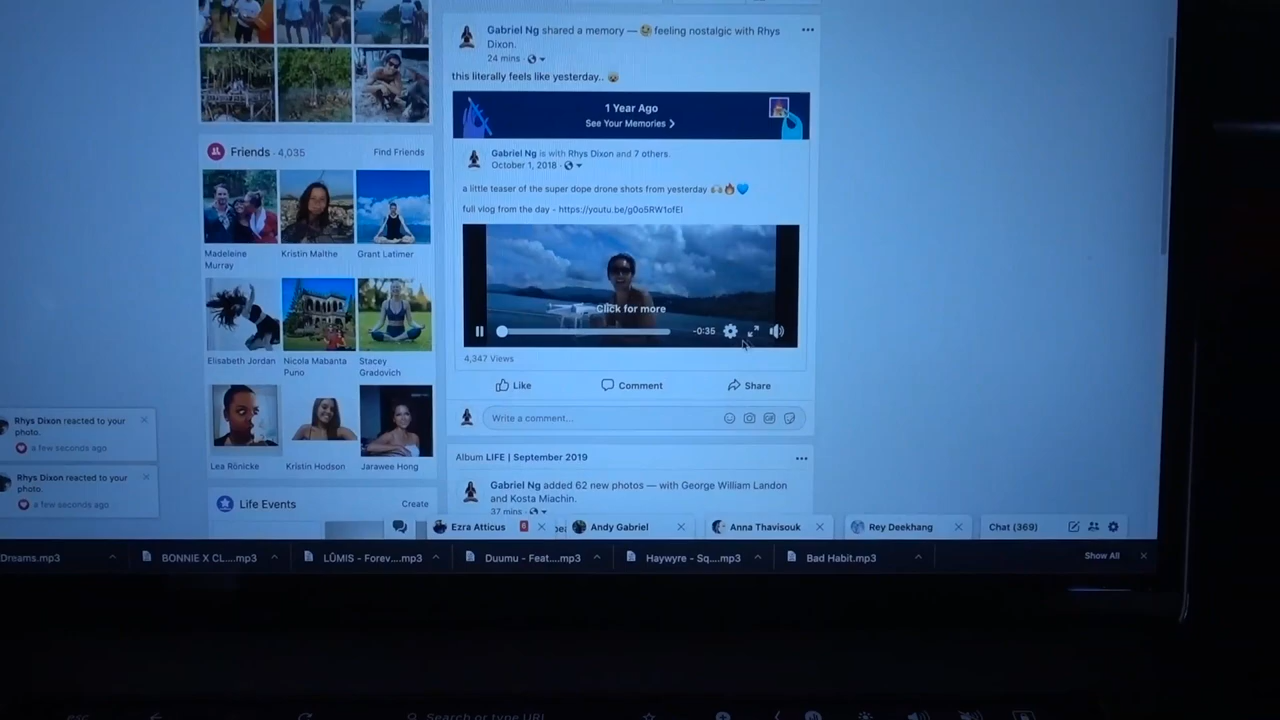 Gabriel Ng shared a memory — feeling nostalgic with Rhys
Dixon.
24 mins ·
this literally feels like yesterday..
1 Year Ago
See Your Memories
Gabriel Ng is with Rhys Dixon and 7 others.
October 1, 2018 ·
a little teaser of the super dope drone shots from yesterday
full vlog from the day - https://youtu.be/g0o5RW1ofEI
Click for more
-0:35
4,347 Views
Like
Comment
Share
Write a comment...
GIF
Album LIFE | September 2019
Gabriel Ng added 62 new photos — with George William Landon
and Kosta Miachin.
37 mins ·
Friends · 4,035
Find Friends
Madeleine
Murray
Kristin Malthe
Grant Latimer
Elisabeth Jordan
Nicola Mabanta
Puno
Stacey
Gradovich
Lea Rönicke
Kristin Hodson
Jarawee Hong
Life Events
Create
Rhys Dixon reacted to your
photo.
a few seconds ago
Rhys Dixon reacted to your
photo.
a few seconds ago
Ezra Atticus
Andy Gabriel
Anna Thavisouk
Rey Deekhang
Chat (369)
Dreams.mp3
BONNIE X CL....mp3
LŪMIS - Forev....mp3
Duumu - Feat....mp3
Haywyre - Sq....mp3
Bad Habit.mp3
Show All
esc
Search or type URL